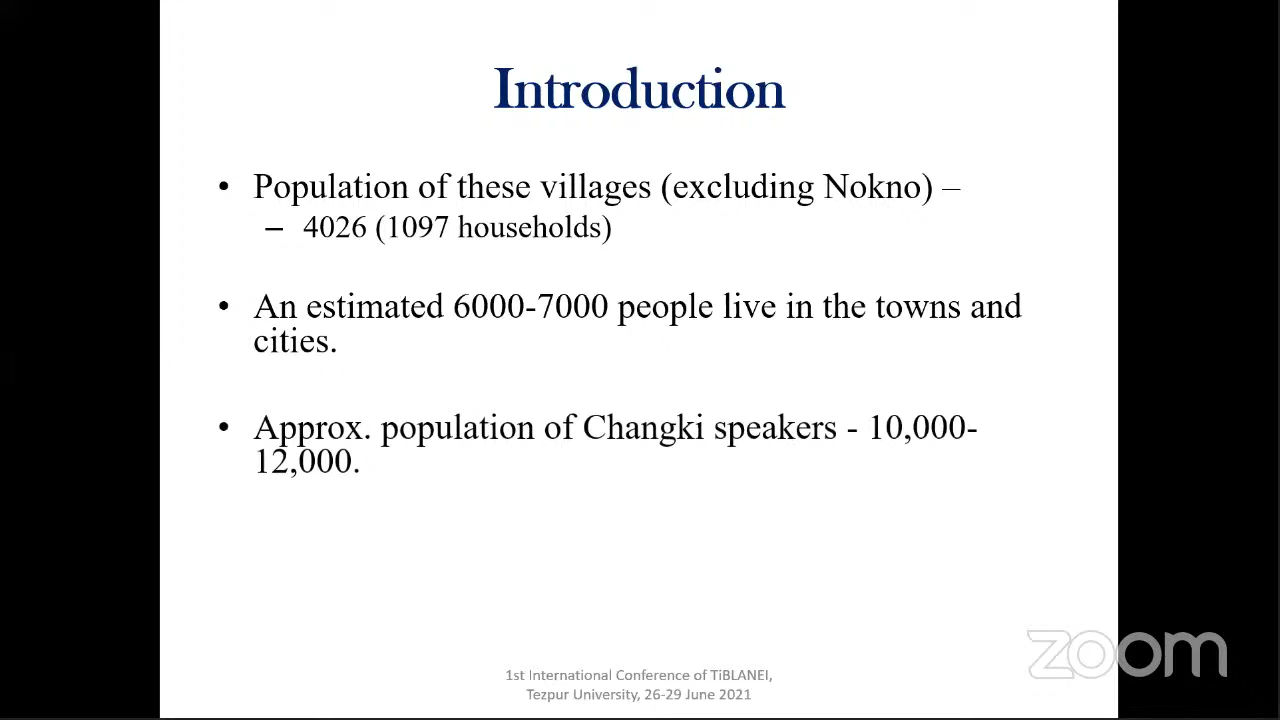 Introduction
• Population of these villages (excluding Nokno) –
– 4026 (1097 households)
• An estimated 6000-7000 people live in the towns and
cities.
• Approx. population of Changki speakers - 10,000-
12,000.
zoom
1st International Conference of TiBLANEI,
Tezpur University, 26-29 June 2021